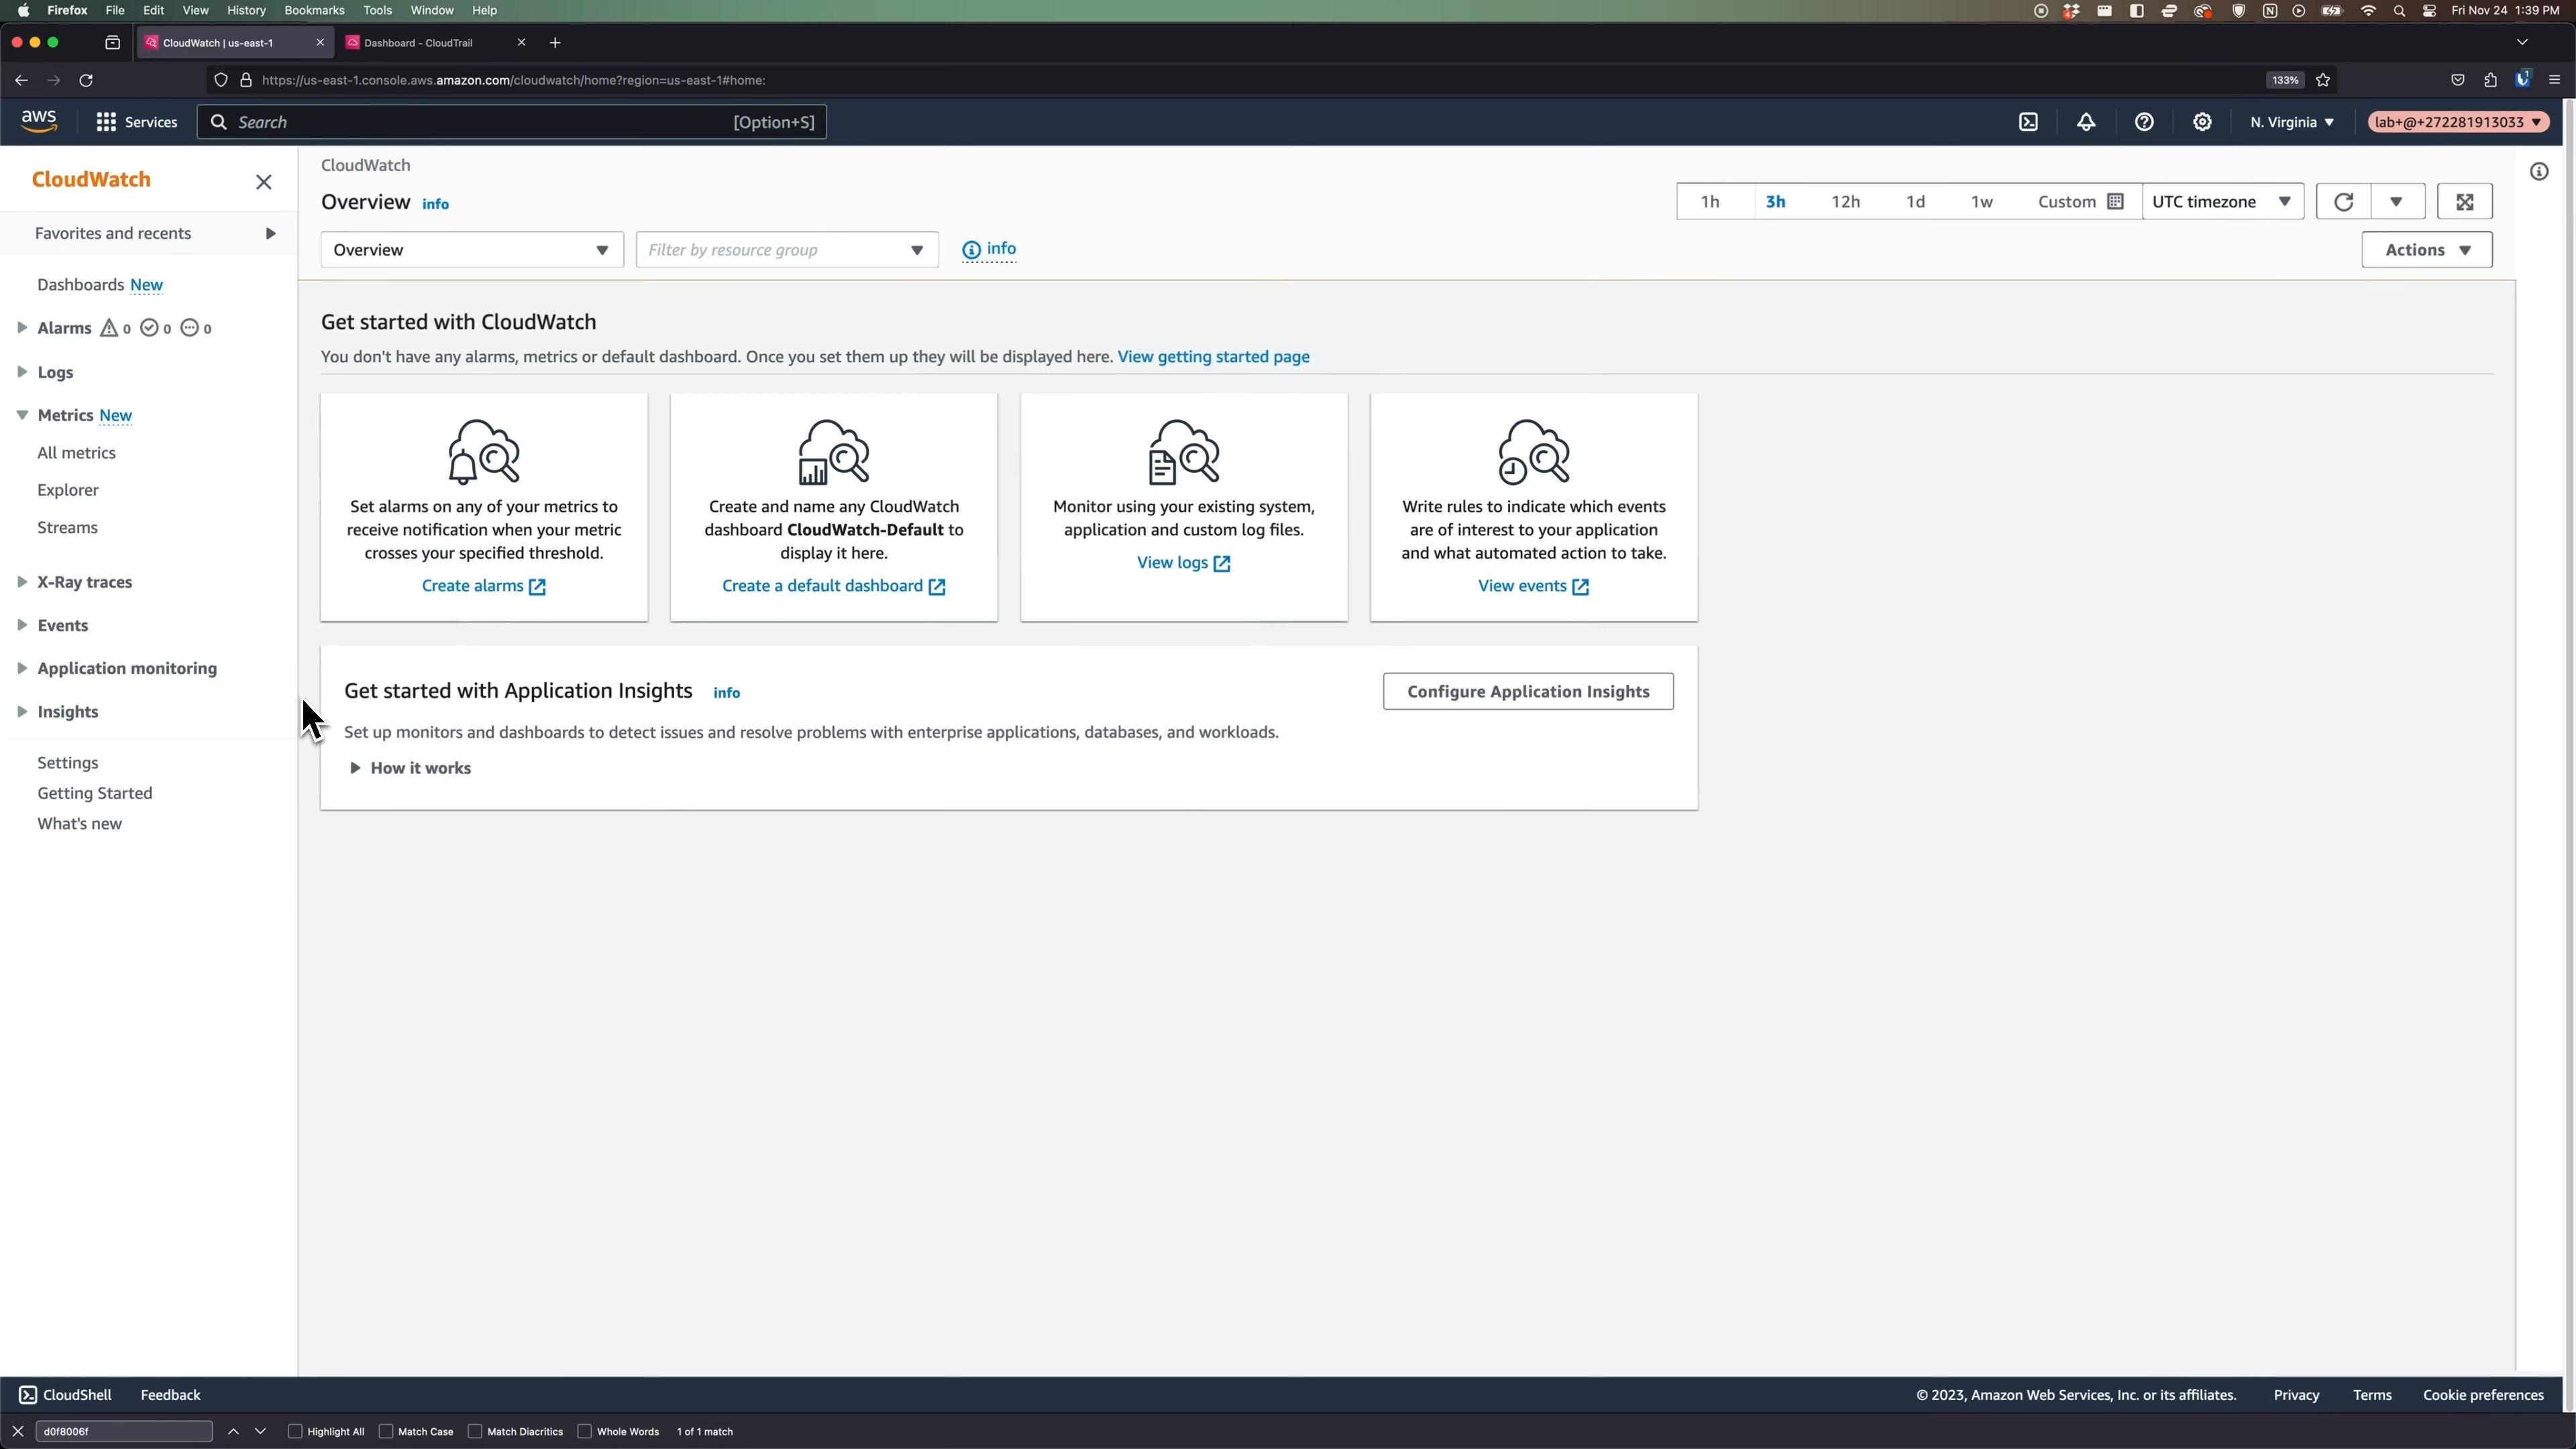 Firefox File Edit View History Bookmarks Tools Window Help
Fri Nov 24 1:39 PM
CloudWatch | us-east-1
Dashboard - CloudTrail
https://us-east-1.console.aws.amazon.com/cloudwatch/home?region=us-east-1#home:
133%
aws
Services
Search
[Option+S]
N. Virginia
lab+@+272281913033
CloudWatch
Favorites and recents
Dashboards New
Alarms 0 0 0
Logs
Metrics New
All metrics
Explorer
Streams
X-Ray traces
Events
Application monitoring
Insights
Settings
Getting Started
What's new
CloudWatch
Overview info
1h 3h 12h 1d 1w Custom
UTC timezone
Overview
Filter by resource group
info
Actions
Get started with CloudWatch
You don't have any alarms, metrics or default dashboard. Once you set them up they will be displayed here. View getting started page
Set alarms on any of your metrics to
receive notification when your metric
crosses your specified threshold.
Create alarms
Create and name any CloudWatch
dashboard CloudWatch-Default to
display it here.
Create a default dashboard
Monitor using your existing system,
application and custom log files.
View logs
Write rules to indicate which events
are of interest to your application
and what automated action to take.
View events
Get started with Application Insights info
Configure Application Insights
Set up monitors and dashboards to detect issues and resolve problems with enterprise applications, databases, and workloads.
How it works
CloudShell
Feedback
© 2023, Amazon Web Services, Inc. or its affiliates.
Privacy
Terms
Cookie preferences
d0f8006f
Highlight All
Match Case
Match Diacritics
Whole Words
1 of 1 match